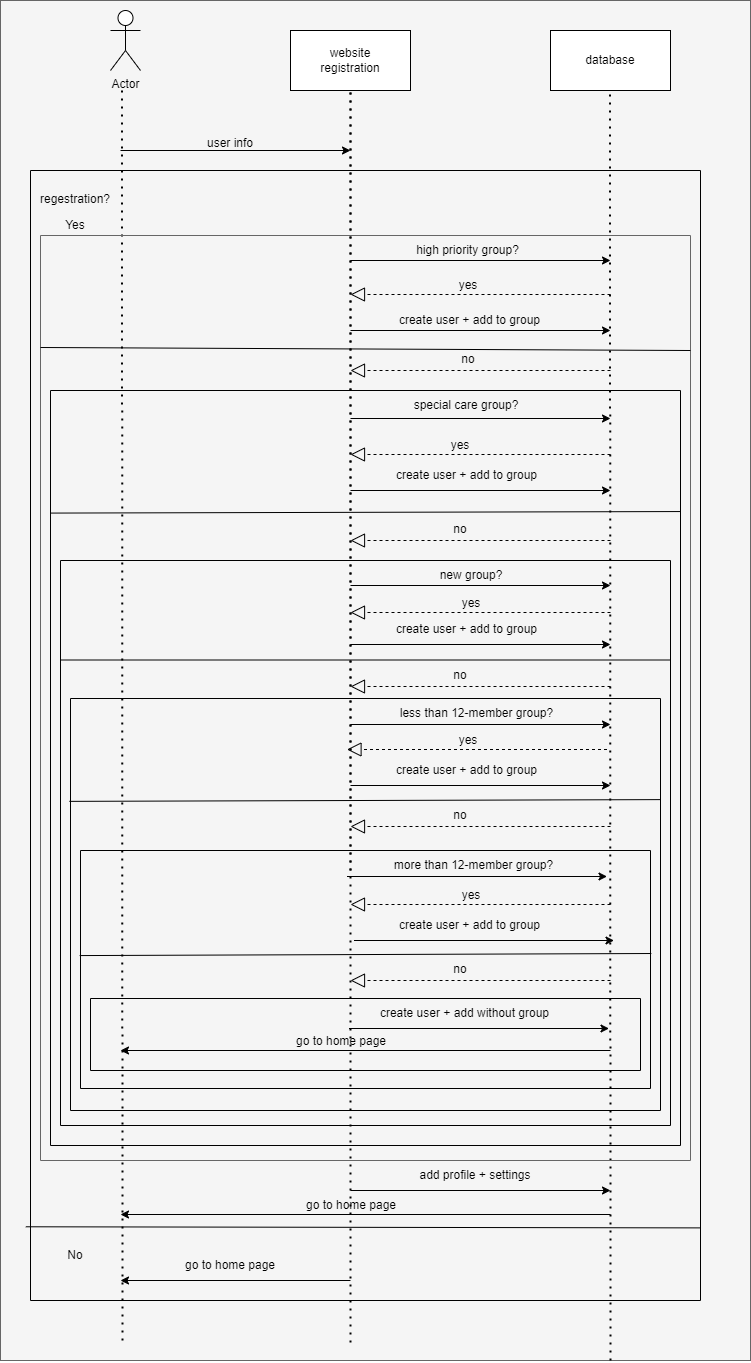 Actor
website
registration
database
user info
regestration?
Yes
high priority group?
yes
create user + add to group
no
special care group?
yes
create user + add to group
no
new group?
yes
create user + add to group
no
less than 12-member group?
yes
create user + add to group
no
more than 12-member group?
yes
create user + add to group
no
create user + add without group
go to home page
add profile + settings
go to home page
No
go to home page